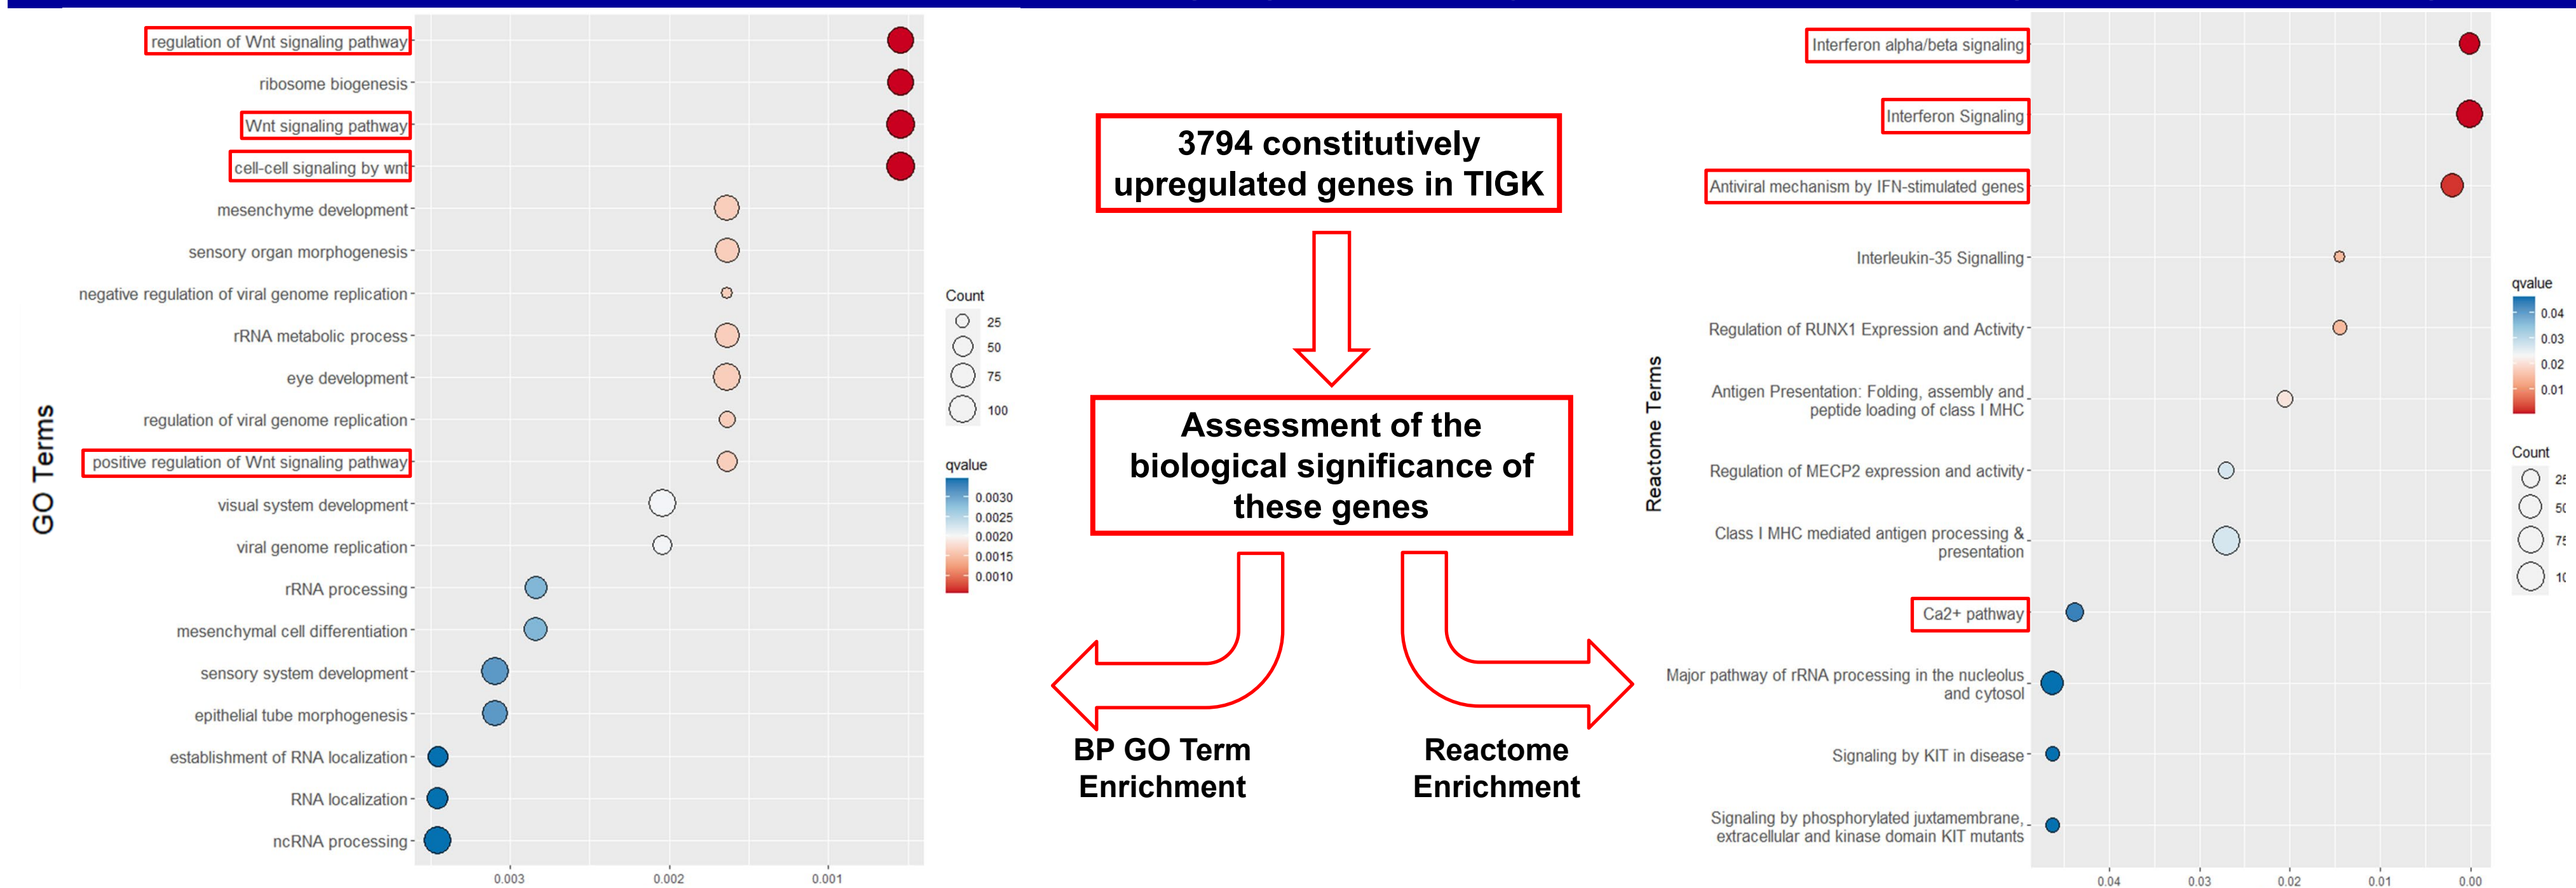 regulation of Wnt signaling pathway
ribosome biogenesis
Wnt signaling pathway
cell-cell signaling by wnt
mesenchyme development
sensory organ morphogenesis
negative regulation of viral genome replication
rRNA metabolic process
eye development
regulation of viral genome replication
positive regulation of Wnt signaling pathway
visual system development
viral genome replication
rRNA processing
mesenchymal cell differentiation
sensory system development
epithelial tube morphogenesis
establishment of RNA localization
RNA localization
ncRNA processing
GO Terms
0.003 0.002 0.001
Count
25
50
75
100
qvalue
0.0030
0.0025
0.0020
0.0015
0.0010
3794 constitutively
upregulated genes in TIGK
Assessment of the
biological significance of
these genes
BP GO Term
Enrichment
Reactome
Enrichment
Interferon alpha/beta signaling
Interferon Signaling
Antiviral mechanism by IFN-stimulated genes
Interleukin-35 Signalling
Regulation of RUNX1 Expression and Activity
Antigen Presentation: Folding, assembly and
peptide loading of class I MHC
Regulation of MECP2 expression and activity
Class I MHC mediated antigen processing &
presentation
Ca2+ pathway
Major pathway of rRNA processing in the nucleolus
and cytosol
Signaling by KIT in disease
Signaling by phosphorylated juxtamembrane,
extracellular and kinase domain KIT mutants
Reactome Terms
0.04 0.03 0.02 0.01 0.00
qvalue
0.04
0.03
0.02
0.01
Count